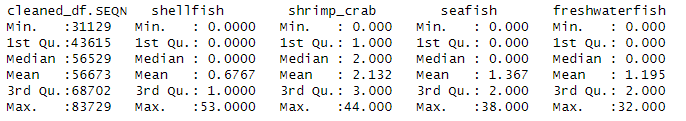 cleaned_df.SEQN shellfish shrimp_crab seafish freshwaterfish
Min. :31129 Min. : 0.0000 Min. : 0.000 Min. : 0.000 Min. : 0.000
1st Qu.:43615 1st Qu.: 0.0000 1st Qu.: 1.000 1st Qu.: 0.000 1st Qu.: 0.000
Median :56529 Median : 0.0000 Median : 2.000 Median : 0.000 Median : 0.000
Mean :56673 Mean : 0.6767 Mean : 2.132 Mean : 1.367 Mean : 1.195
3rd Qu.:68702 3rd Qu.: 1.0000 3rd Qu.: 3.000 3rd Qu.: 2.000 3rd Qu.: 2.000
Max. :83729 Max. :53.0000 Max. :44.000 Max. :38.000 Max. :32.000